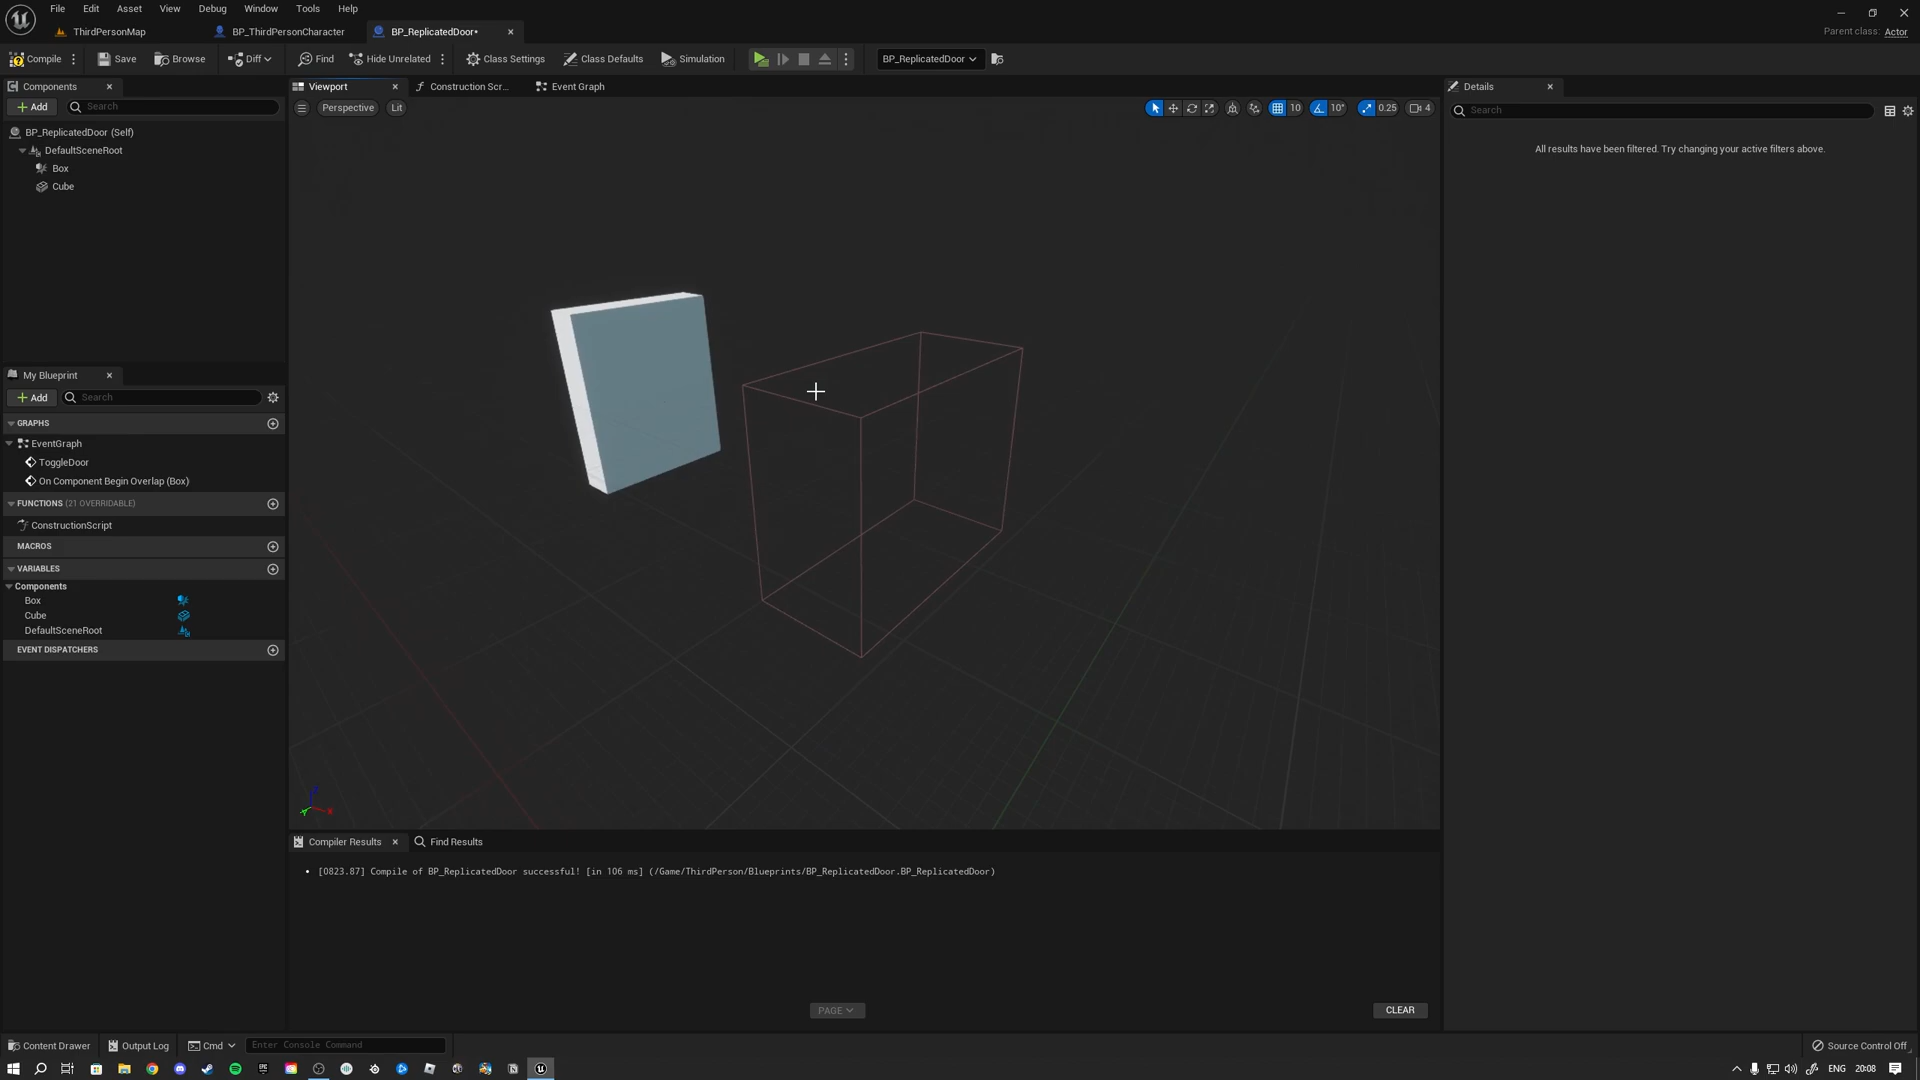 File Edit Asset View Debug Window Tools Help
ThirdPersonMap
BP_ThirdPersonCharacter
BP_ReplicatedDoor*
Parent class: Actor
Compile
Save
Browse
Diff
Find
Hide Unrelated
Class Settings
Class Defaults
Simulation
BP_ReplicatedDoor
Components
Add
Search
BP_ReplicatedDoor (Self)
DefaultSceneRoot
Box
Cube
My Blueprint
Add
Search
GRAPHS
EventGraph
ToggleDoor
On Component Begin Overlap (Box)
FUNCTIONS (21 OVERRIDABLE)
ConstructionScript
MACROS
VARIABLES
Components
Box
Cube
DefaultSceneRoot
EVENT DISPATCHERS
Viewport
Construction Scr...
Event Graph
Perspective
Lit
10
10°
0.25
4
Z
X
Y
Compiler Results
Find Results
[0823.87] Compile of BP_ReplicatedDoor successful! [in 106 ms] (/Game/ThirdPerson/Blueprints/BP_ReplicatedDoor.BP_ReplicatedDoor)
PAGE
CLEAR
Details
Search
All results have been filtered. Try changing your active filters above.
Content Drawer
Output Log
Cmd
Enter Console Command
Source Control Off
ENG
20:08